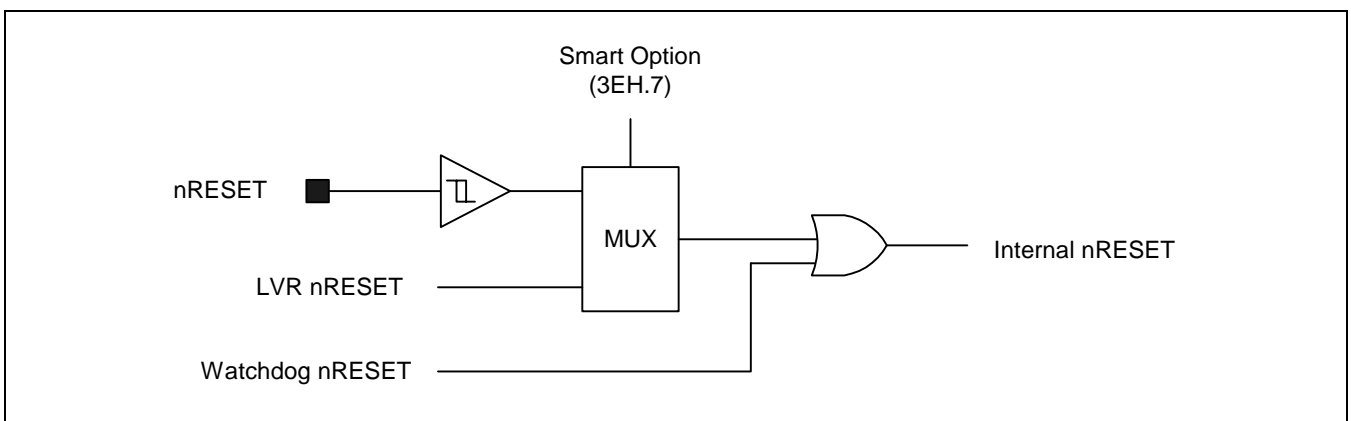 Smart Option
(3EH.7)
nRESET
MUX
Internal nRESET
LVR nRESET
Watchdog nRESET